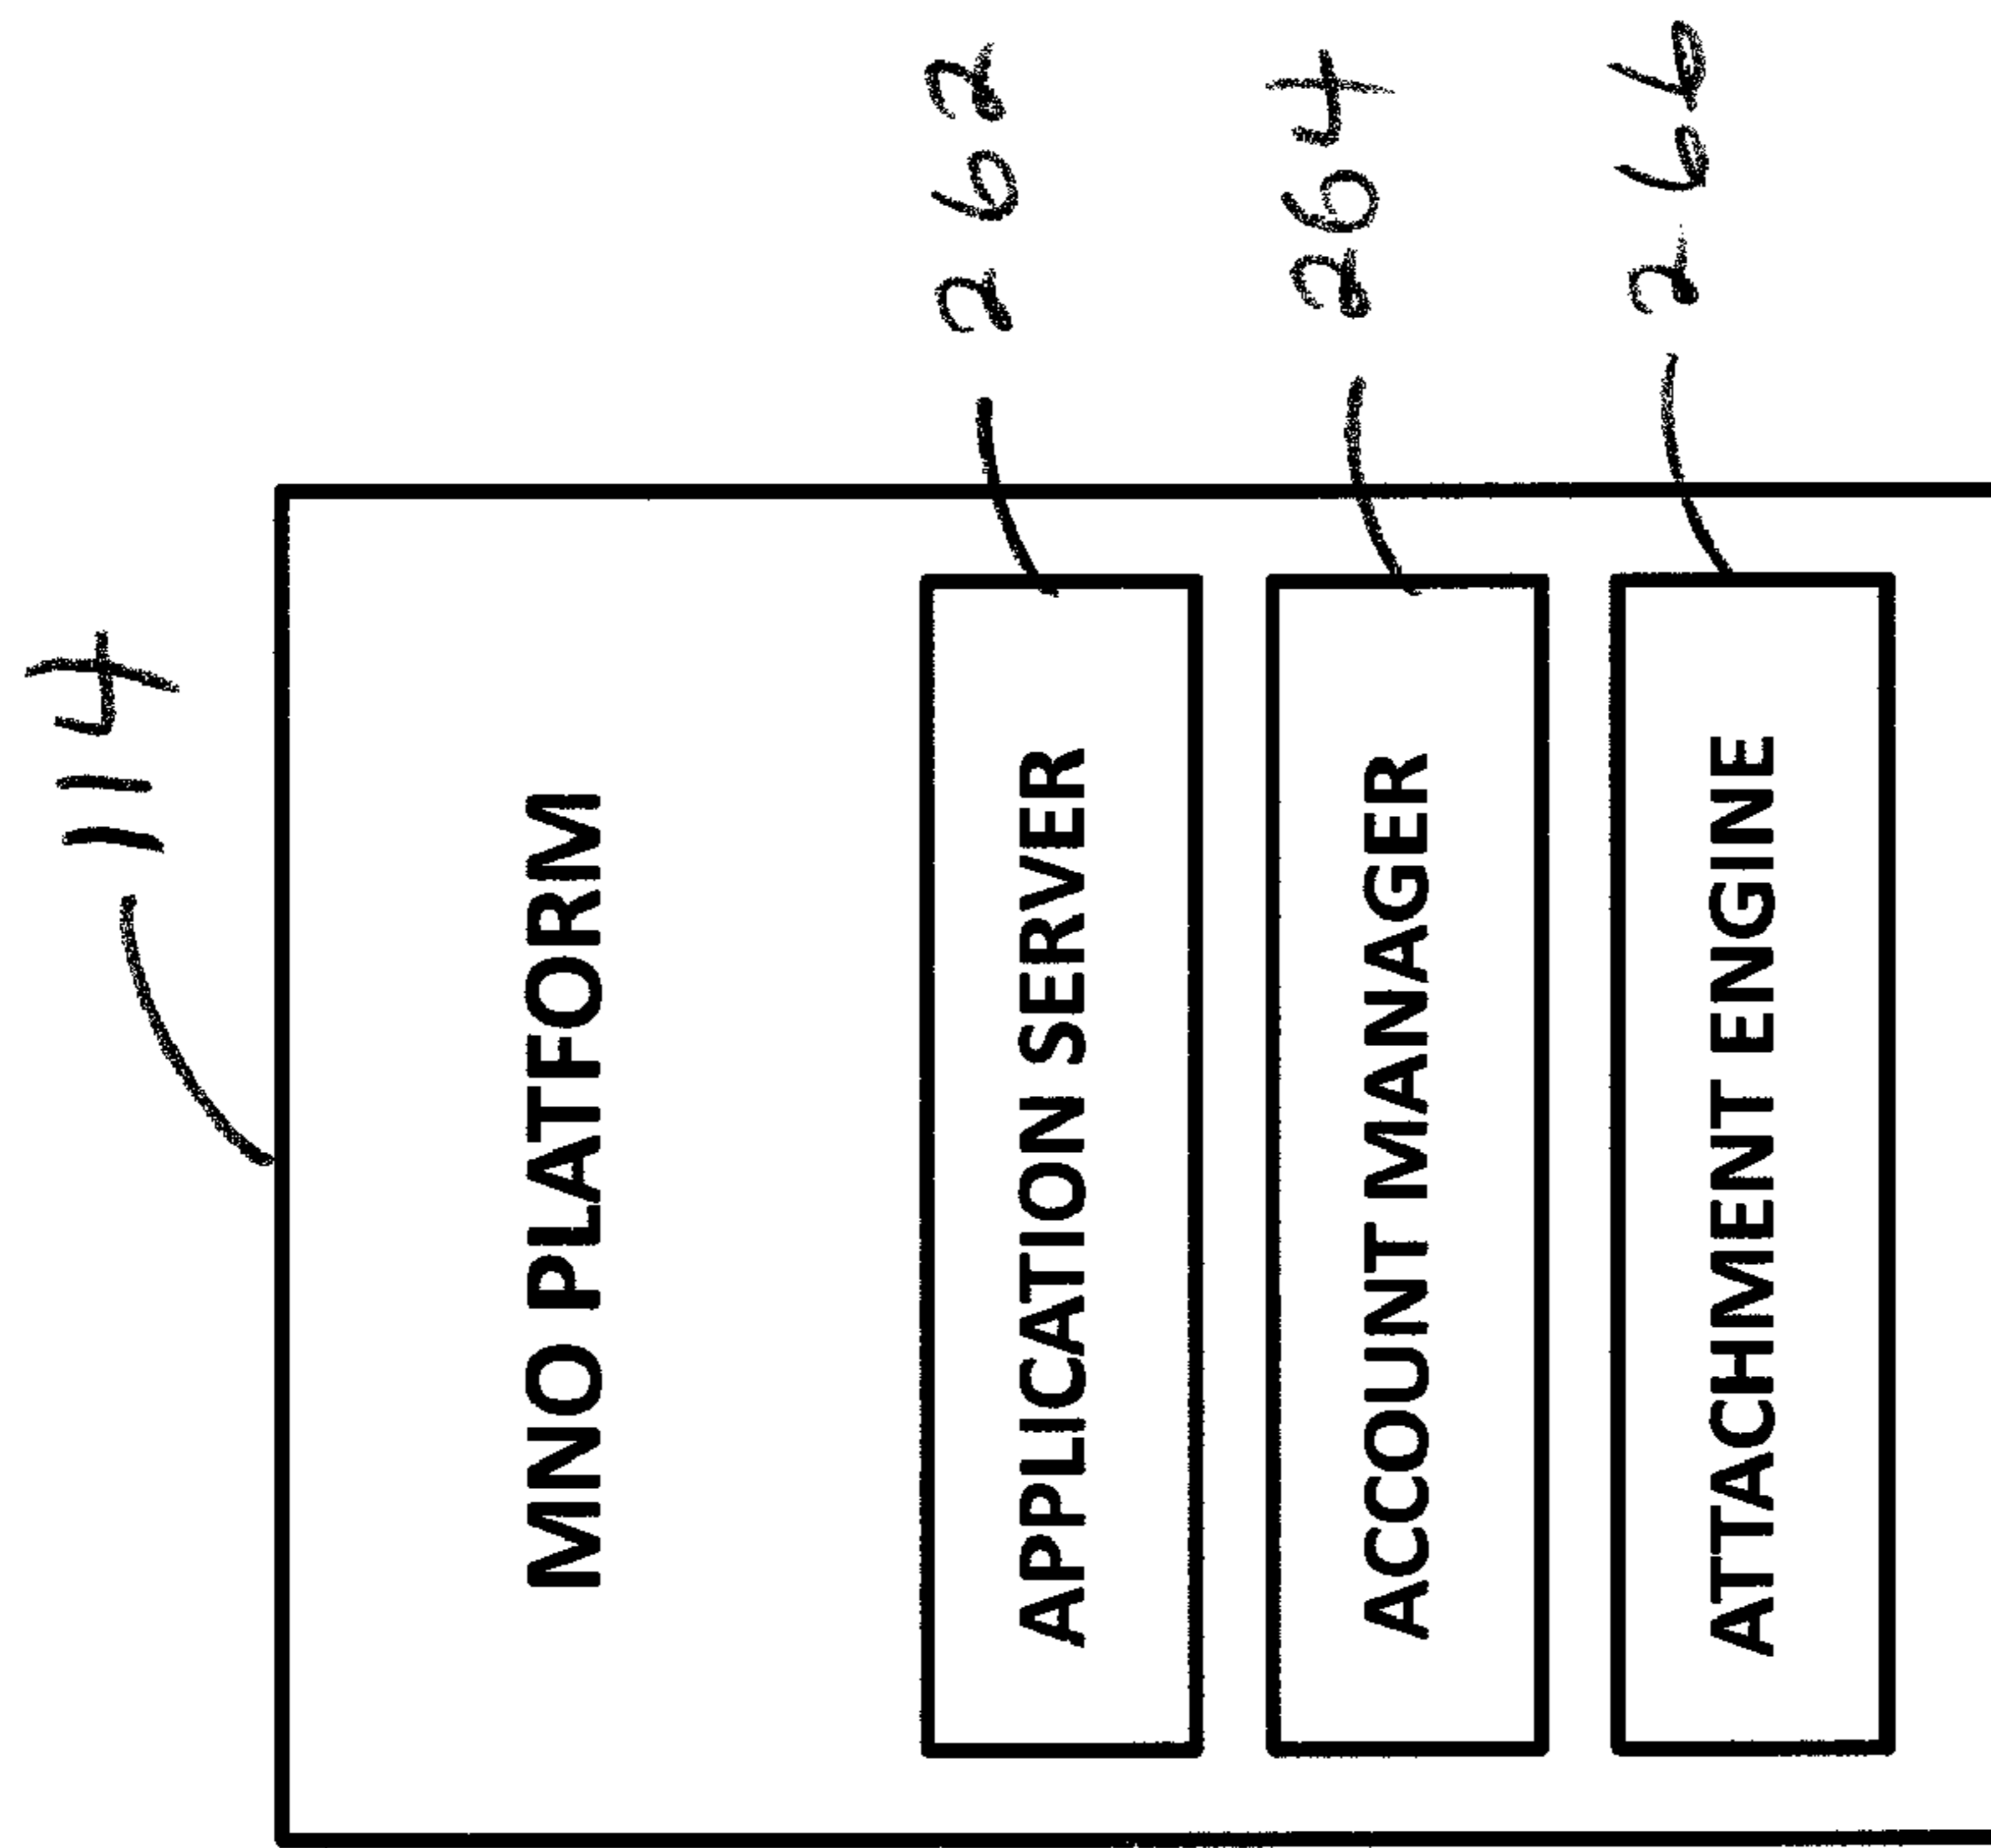 114
MNO PLATFORM
APPLICATION SERVER
262
ACCOUNT MANAGER
264
ATTACHMENT ENGINE
266